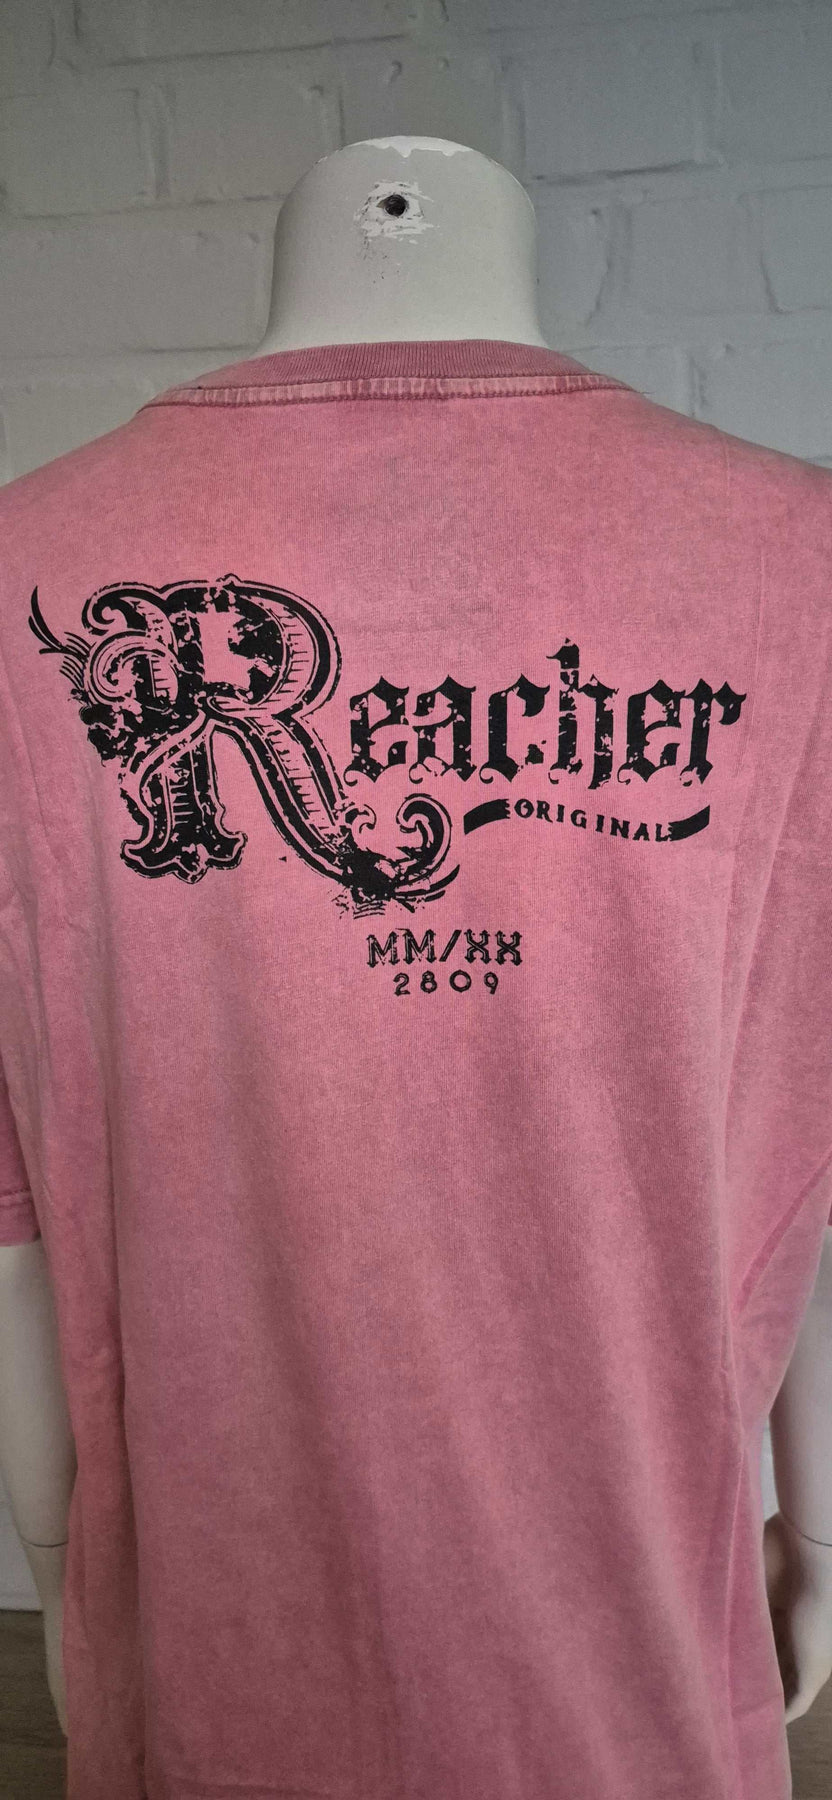 Reacher
ORIGINAL
MM/XX
2809